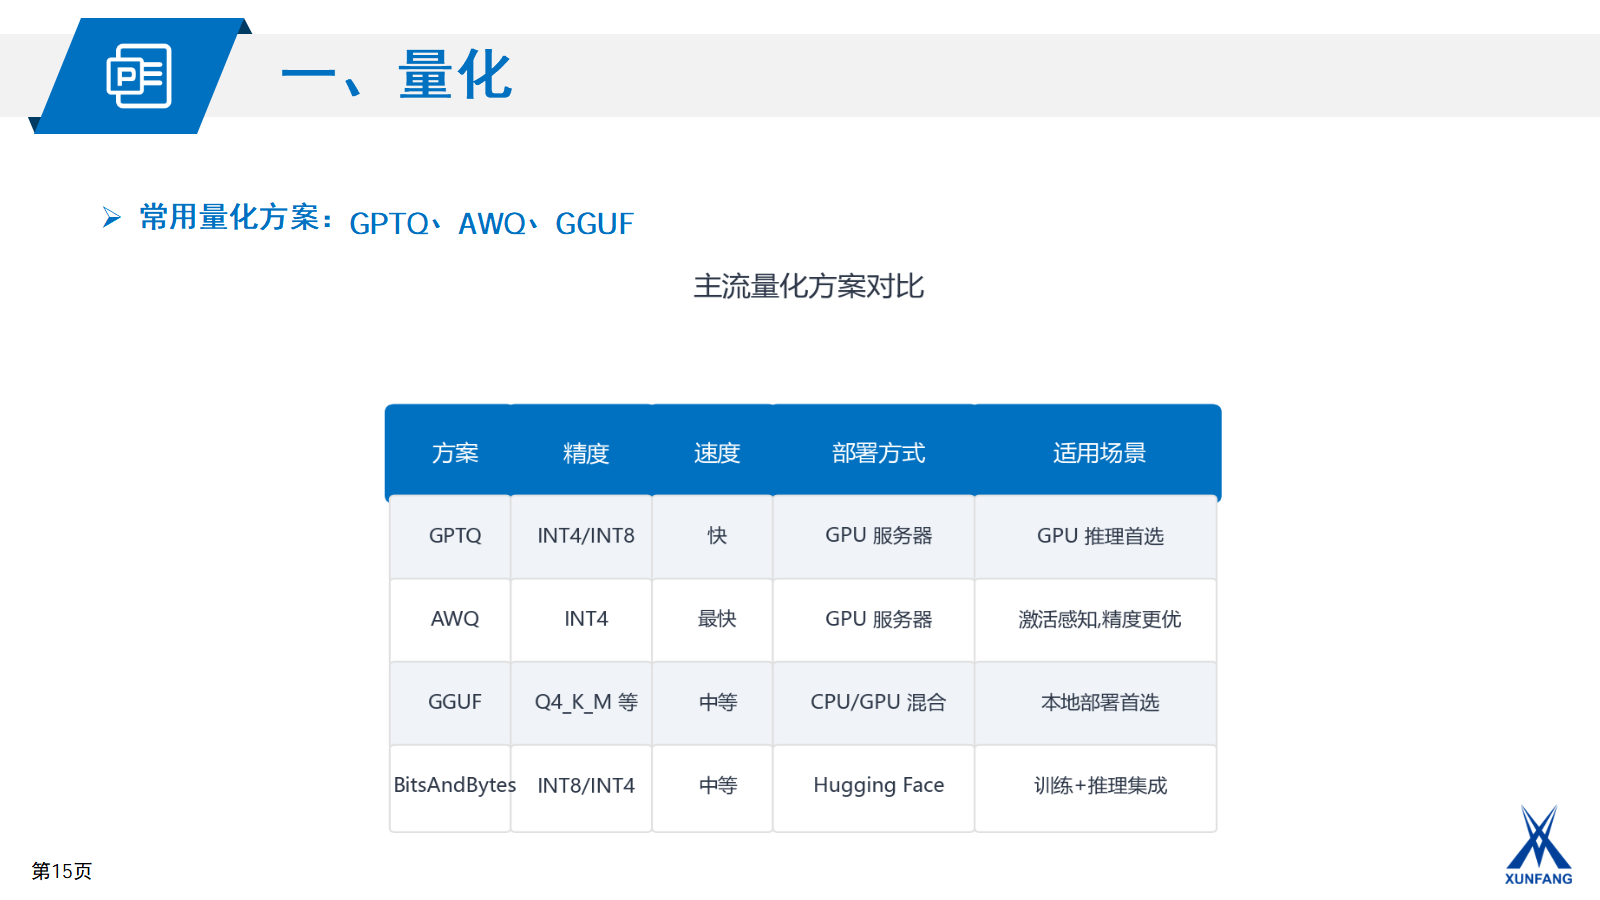 一、量化
常用量化方案：GPTQ、AWQ、GGUF
主流量化方案对比
方案 精度 速度 部署方式 适用场景
GPTQ INT4/INT8 快 GPU 服务器 GPU 推理首选
AWQ INT4 最快 GPU 服务器 激活感知,精度更优
GGUF Q4_K_M 等 中等 CPU/GPU 混合 本地部署首选
BitsAndBytes INT8/INT4 中等 Hugging Face 训练+推理集成
第15页
XUNFANG